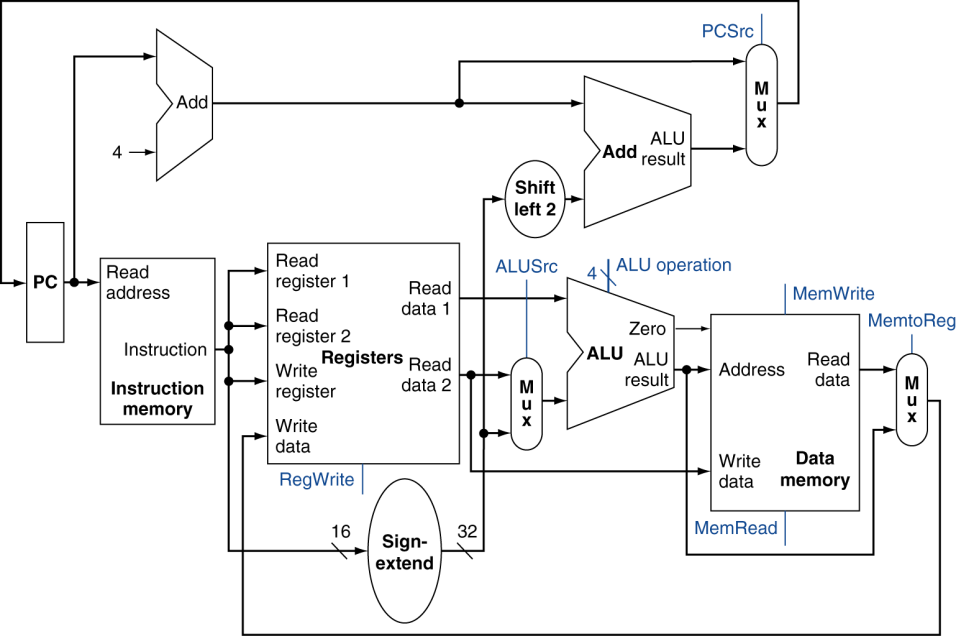 PCSrc
Add
4
Mux
Add
ALU
result
Shift
left 2
PC
Read
address
Instruction
Instruction
memory
Read
register 1
Read
register 2
Write
register
Write
data
Registers
Read
data 1
Read
data 2
RegWrite
16
Sign-
extend
32
ALUSrc
Mux
4
ALU operation
Zero
ALU
ALU
result
MemWrite
Address
Read
data
Write
data
Data
memory
MemRead
MemtoReg
Mux